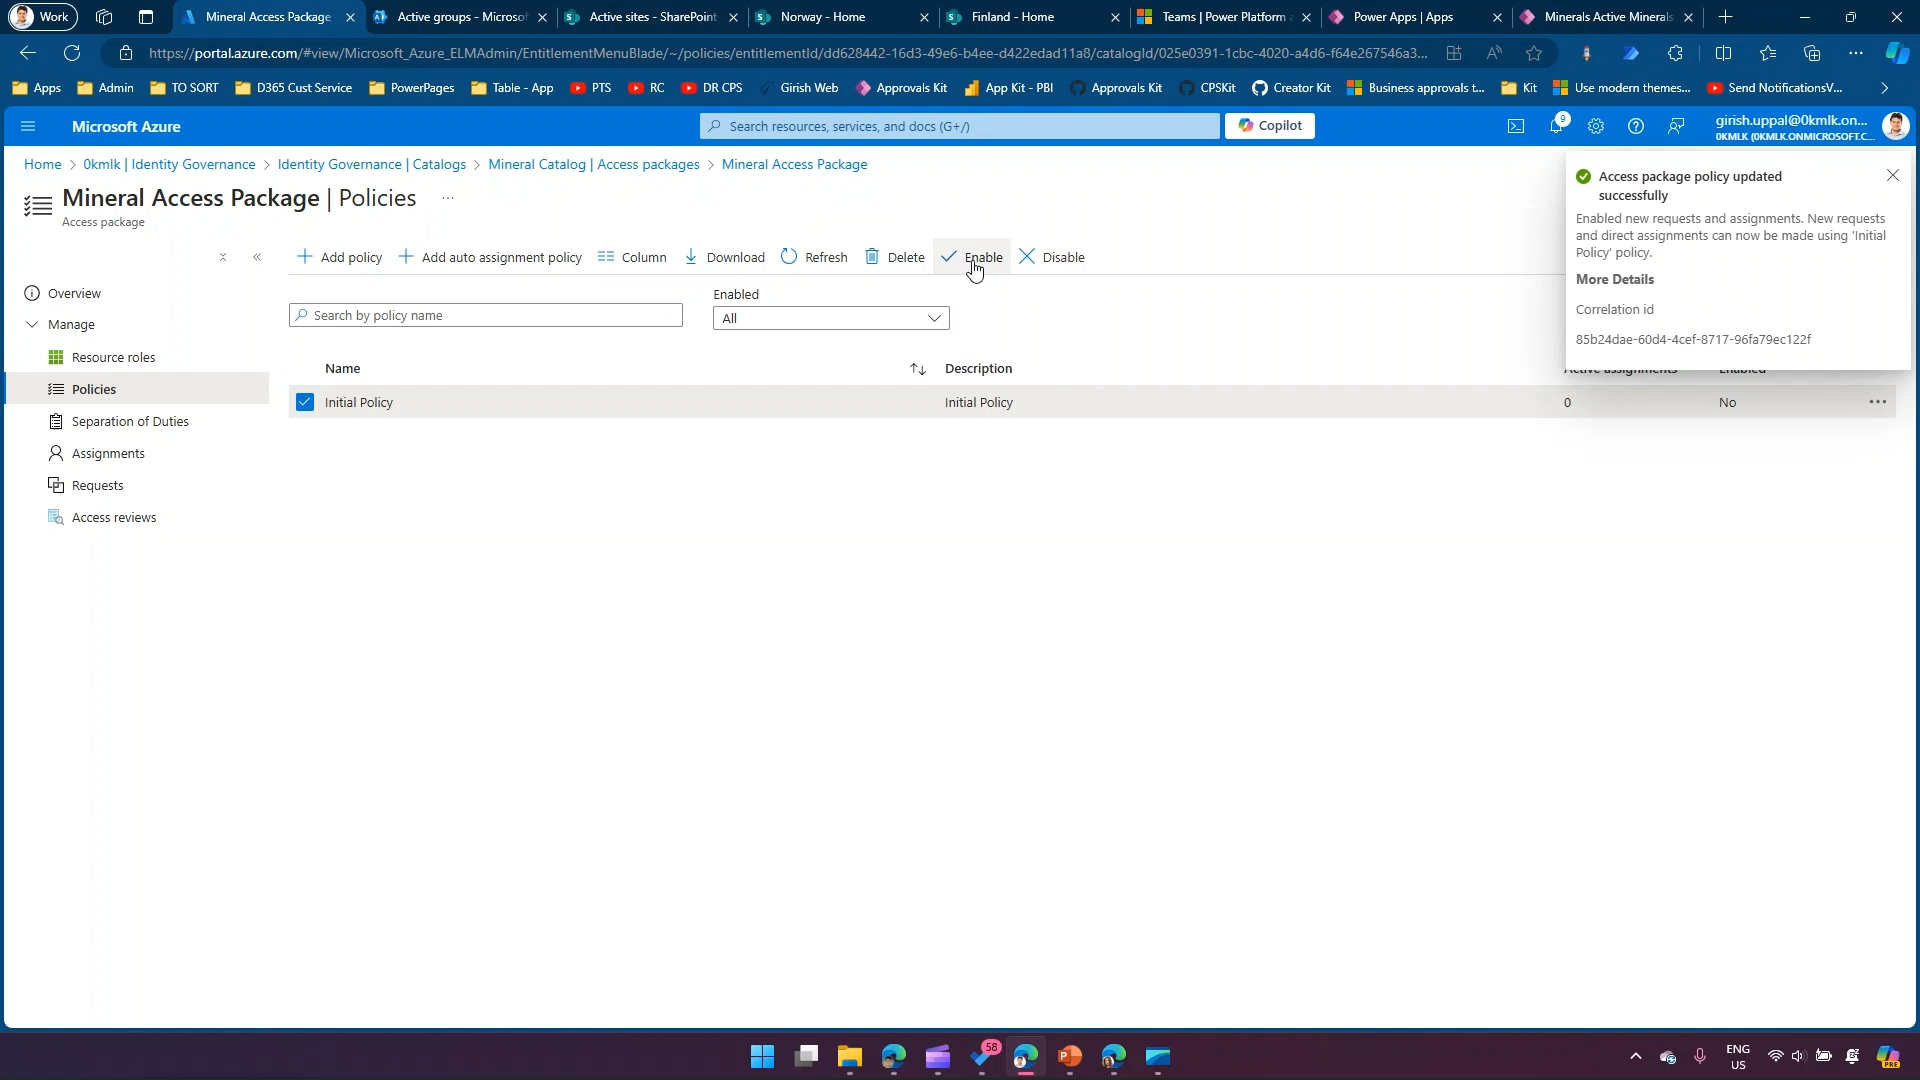 Work
Mineral Access Package
Active groups - Microsof
Active sites - SharePoint
Norway - Home
Finland - Home
Teams | Power Platform a
Power Apps | Apps
Minerals Active Minerals
https://portal.azure.com/#view/Microsoft_Azure_ELMAdmin/EntitlementMenuBlade/~/policies/entitlementId/dd628442-16d3-49e6-b4ee-d422edad11a8/catalogId/025e0391-1cbc-4020-a4d6-f64e267546a3...
Apps
Admin
TO SORT
D365 Cust Service
PowerPages
Table - App
PTS
RC
DR CPS
Girish Web
Approvals Kit
App Kit - PBI
Approvals Kit
CPSKit
Creator Kit
Business approvals t...
Kit
Use modern themes...
Send NotificationsV...
Microsoft Azure
Search resources, services, and docs (G+/)
Copilot
9
girish.uppal@0kmlk.on...
0KMLK (0KMLK.ONMICROSOFT.C...
Home > 0kmlk | Identity Governance > Identity Governance | Catalogs > Mineral Catalog | Access packages > Mineral Access Package
Mineral Access Package | Policies ...
Access package
Access package policy updated
successfully
Enabled new requests and assignments. New requests
and direct assignments can now be made using 'Initial
Policy' policy.
More Details
Correlation id
85b24dae-60d4-4cef-8717-96fa79ec122f
Add policy
Add auto assignment policy
Column
Download
Refresh
Delete
Enable
Disable
Overview
Manage
Resource roles
Policies
Separation of Duties
Assignments
Requests
Access reviews
Search by policy name
Enabled
All
Name
Description
Active assignments
Enabled
Initial Policy
Initial Policy
0
No
58
ENG
US
PRE